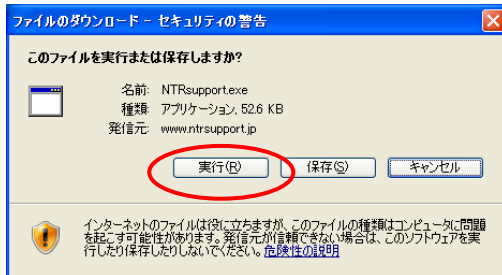 ファイルのダウンロード - セキュリティの警告
このファイルを実行または保存しますか?
名前: NTRsupport.exe
種類: アプリケーション, 52.6 KB
発信元: www.ntrsupport.jp
実行(R) 保存(S) キャンセル
インターネットのファイルは役に立ちますが、このファイルの種類はコンピュータに問題
を起こす可能性があります。発信元が信頼できない場合は、このソフトウェアを実
行したり保存したりしないでください。危険性の説明